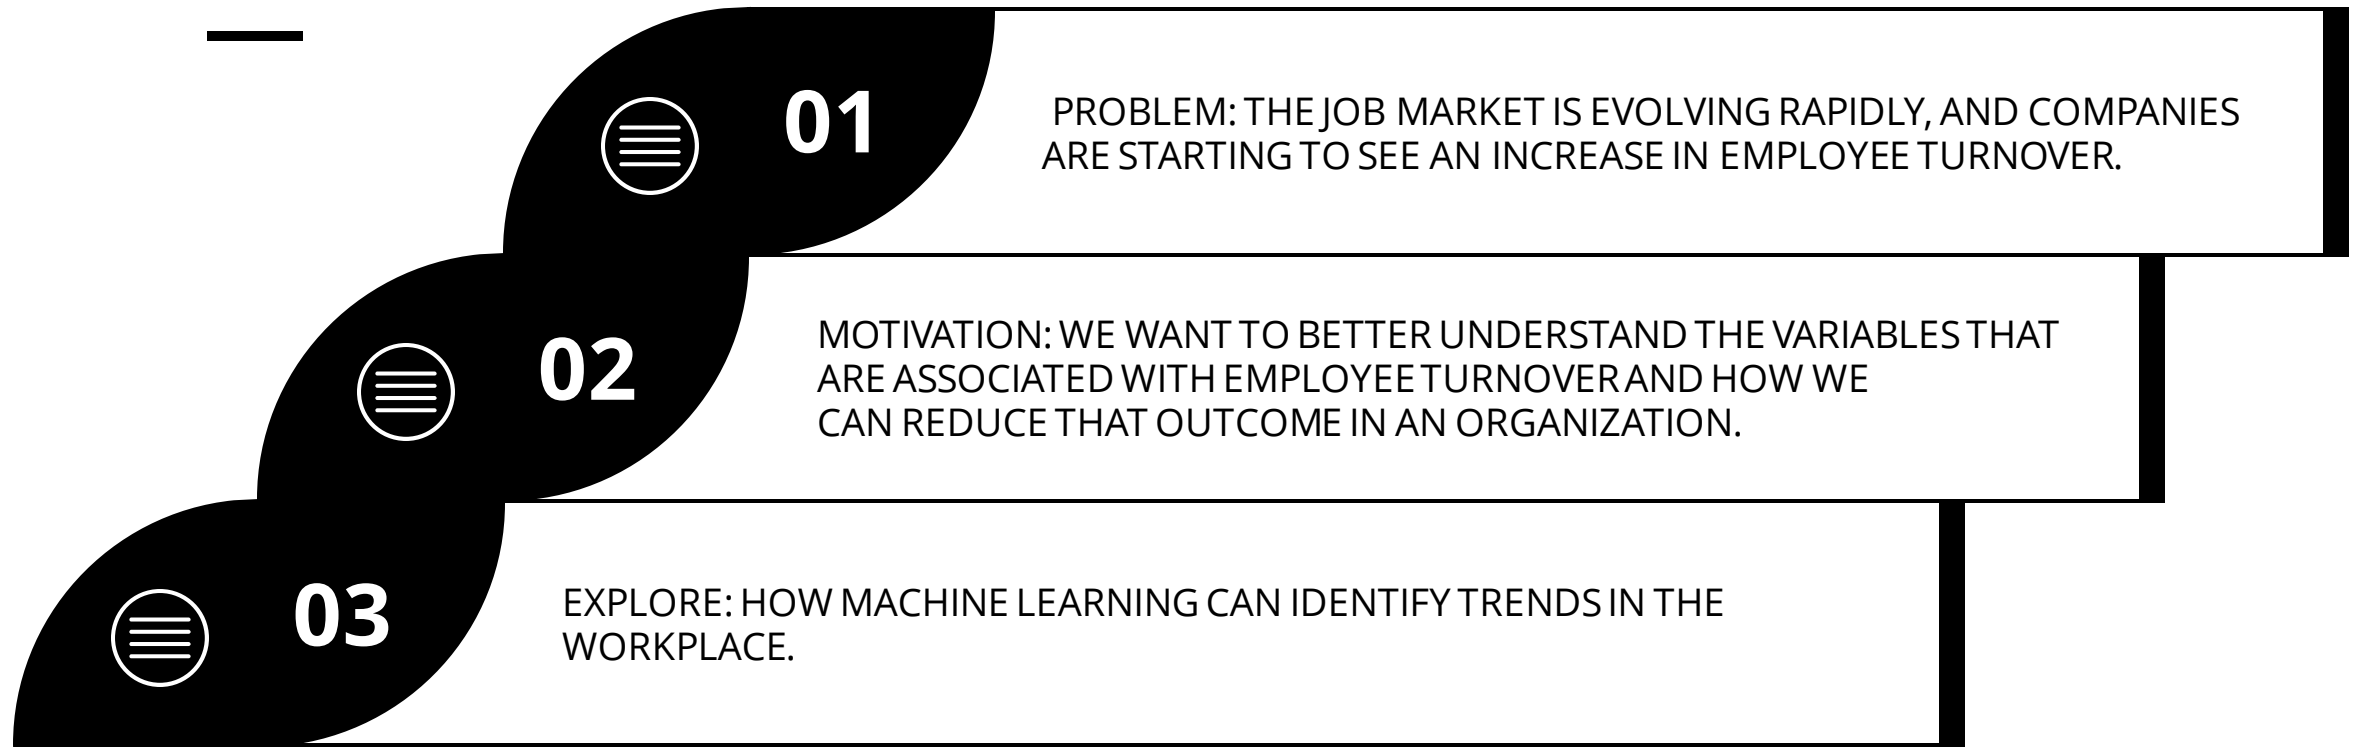 01
PROBLEM: THE JOB MARKET IS EVOLVING RAPIDLY, AND COMPANIES
ARE STARTING TO SEE AN INCREASE IN EMPLOYEE TURNOVER.
02
MOTIVATION: WE WANT TO BETTER UNDERSTAND THE VARIABLES THAT
ARE ASSOCIATED WITH EMPLOYEE TURNOVER AND HOW WE
CAN REDUCE THAT OUTCOME IN AN ORGANIZATION.
03
EXPLORE: HOW MACHINE LEARNING CAN IDENTIFY TRENDS IN THE
WORKPLACE.